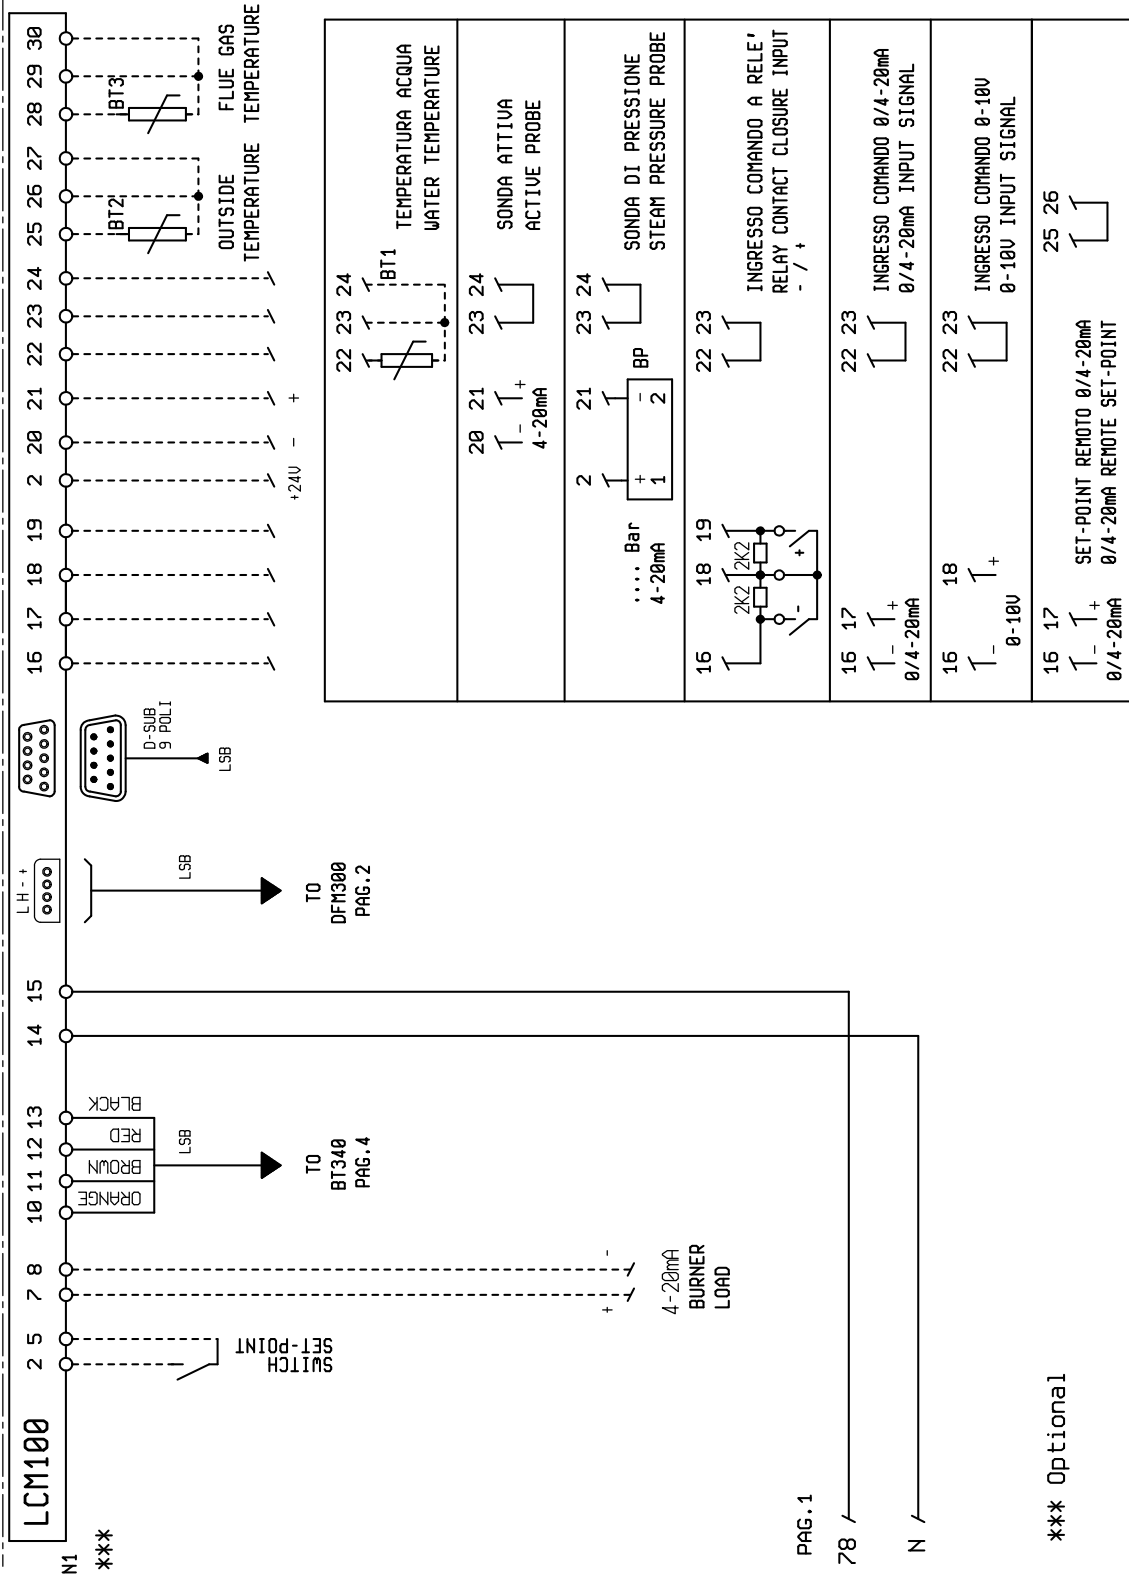 LCM100
N1
***
2 5 7 8 10 11 12 13 14 15 16 17 18 19 2 20 21 22 23 24 25 26 27 28 29 30
SWITCH
SET-POINT
+ -
4-20mA
BURNER
LOAD
ORANGE
BROWN
RED
BLACK
LSB
TO
BT340
PAG.4
L H - +
LSB
TO
DFM300
PAG.2
D-SUB
9 POLI
LSB
+24V - +
BT2
OUTSIDE
TEMPERATURE
BT3
FLUE GAS
TEMPERATURE
22 23 24
BT1
TEMPERATURA ACQUA
WATER TEMPERATURE
20 21 23 24
- +
4-20mA
SONDA ATTIVA
ACTIVE PROBE
2 21 23 24
+ -
1 2
BP
.... Bar
4-20mA
SONDA DI PRESSIONE
STEAM PRESSURE PROBE
16 18 19 22 23
2K2 2K2
- +
INGRESSO COMANDO A RELE'
RELAY CONTACT CLOSURE INPUT
- / +
16 17 22 23
- +
0/4-20mA
INGRESSO COMANDO 0/4-20mA
0/4-20mA INPUT SIGNAL
16 18 22 23
- +
0-10V
INGRESSO COMANDO 0-10V
0-10V INPUT SIGNAL
16 17 25 26
- +
0/4-20mA
SET-POINT REMOTO 0/4-20mA
0/4-20mA REMOTE SET-POINT
PAG.1
78
N
*** Optional